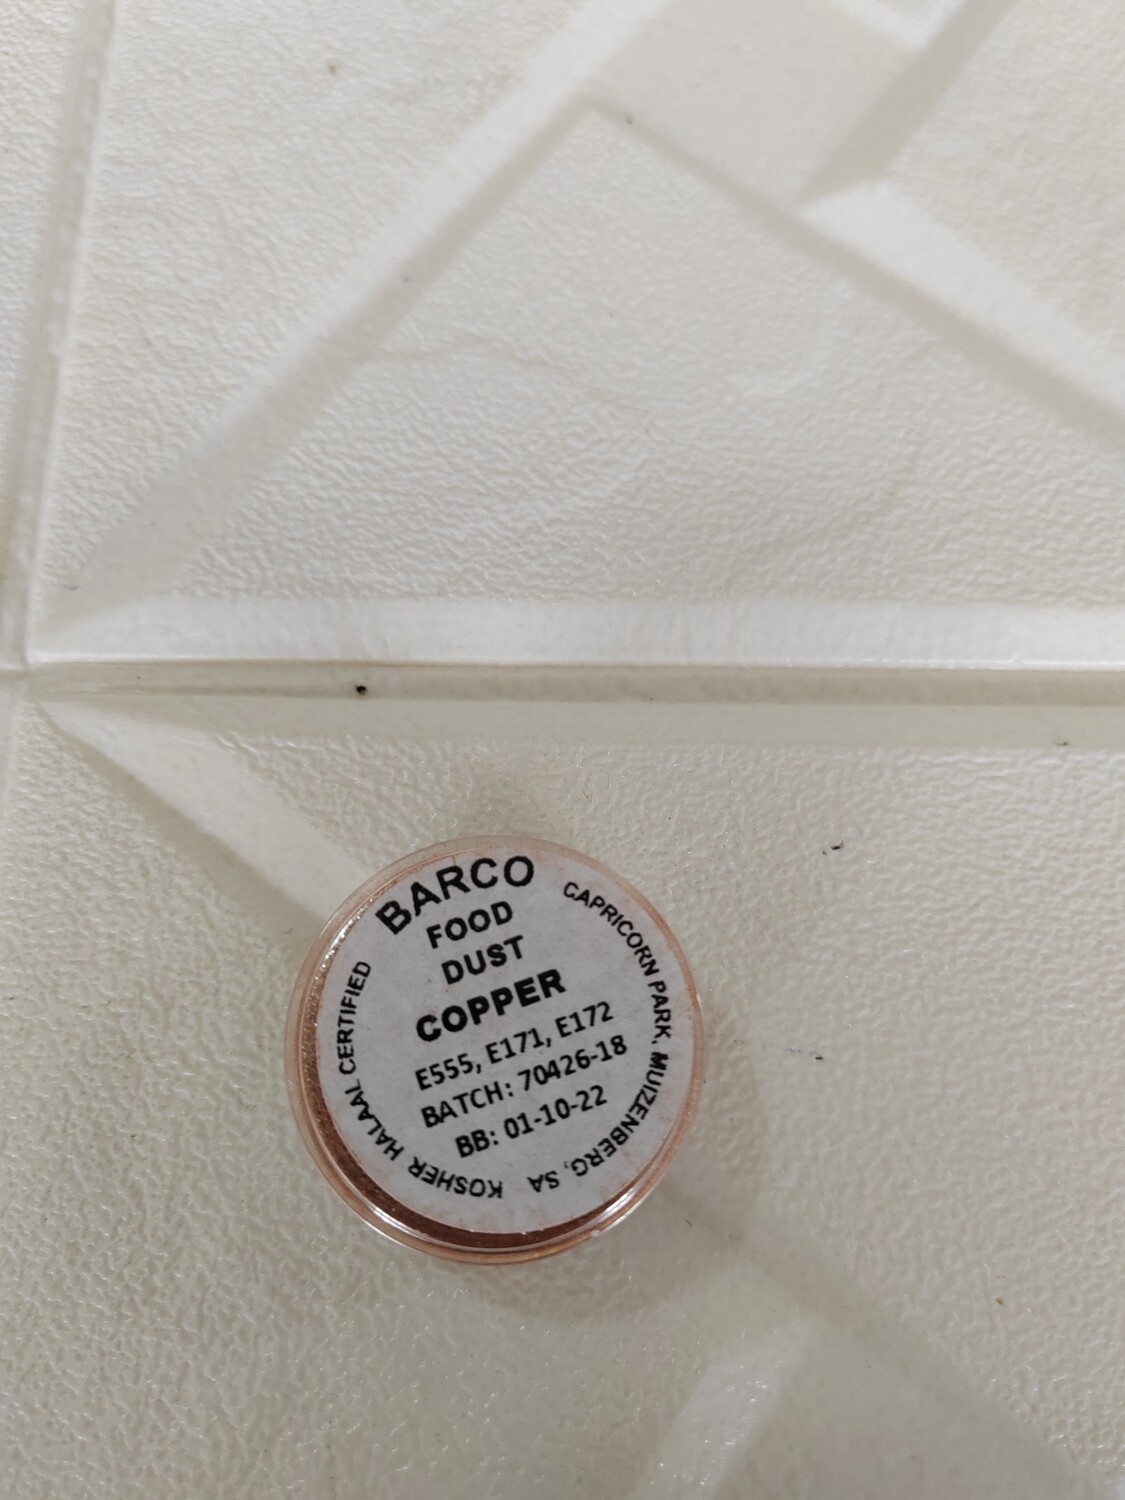 BARCO
FOOD
DUST
COPPER
E555, E171, E172
BATCH: 70426-18
BB: 01-10-22
CAPRICORN PARK, MUIZENBERG, SA
KOSHER HALAAL CERTIFIED